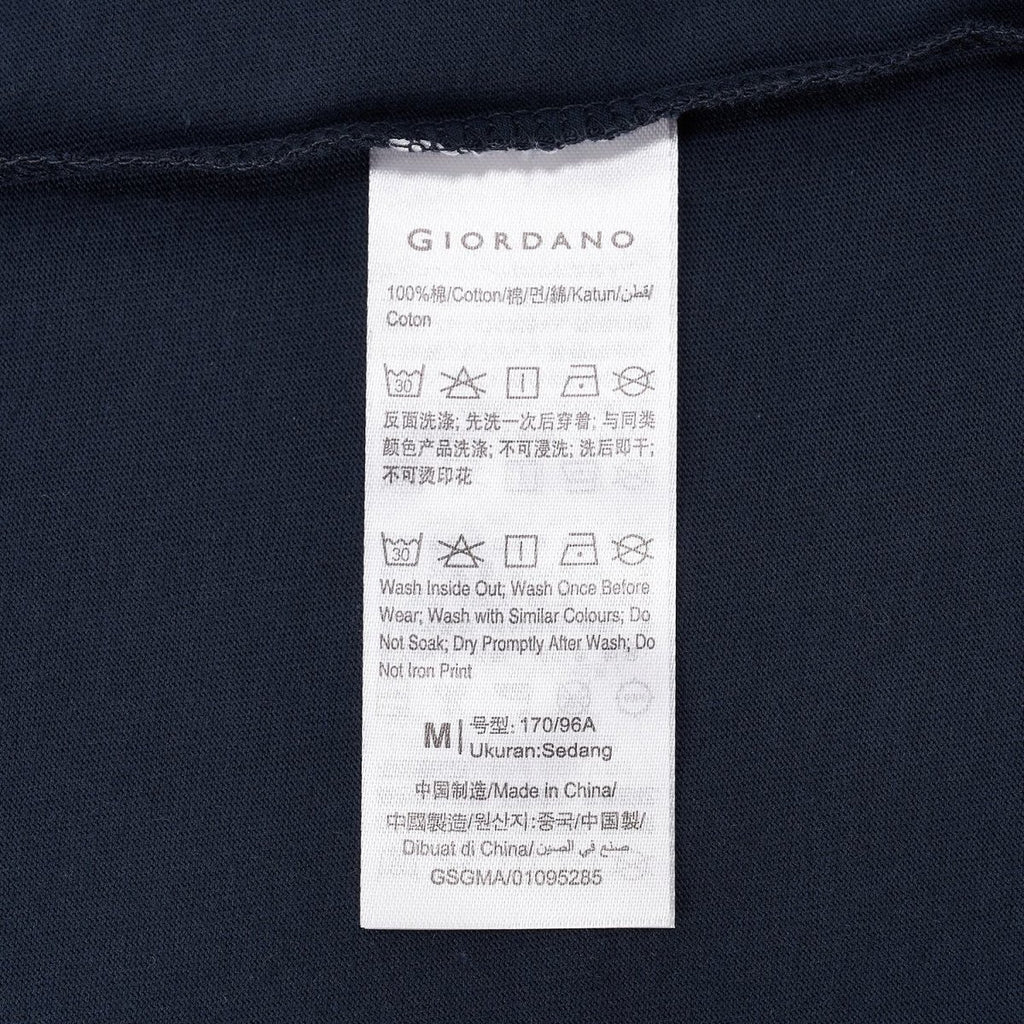 GIORDANO
100%棉/Cotton/棉/면/綿/Katun/قطن/
Coton
30
反面洗涤; 先洗一次后穿着; 与同类
颜色产品洗涤; 不可浸洗; 洗后即干;
不可烫印花
30
Wash Inside Out; Wash Once Before
Wear; Wash with Similar Colours; Do
Not Soak; Dry Promptly After Wash; Do
Not Iron Print
M 号型: 170/96A
Ukuran:Sedang
中国制造/Made in China/
中國製造/원산지:중국/中国製/
Dibuat di China/صنع في الصين
GSGMA/01095285